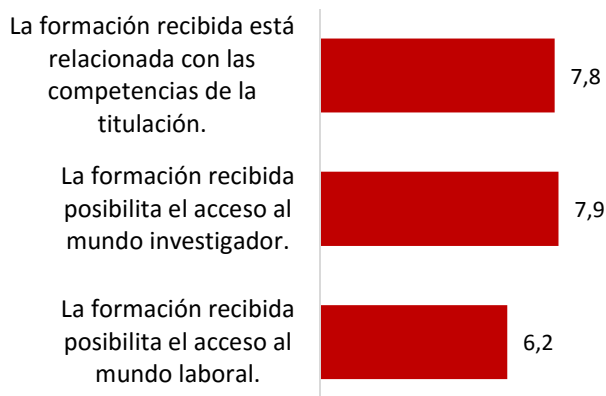 La formación recibida está
relacionada con las
competencias de la
titulación.
7,8
La formación recibida
posibilita el acceso al
mundo investigador.
7,9
La formación recibida
posibilita el acceso al
mundo laboral.
6,2